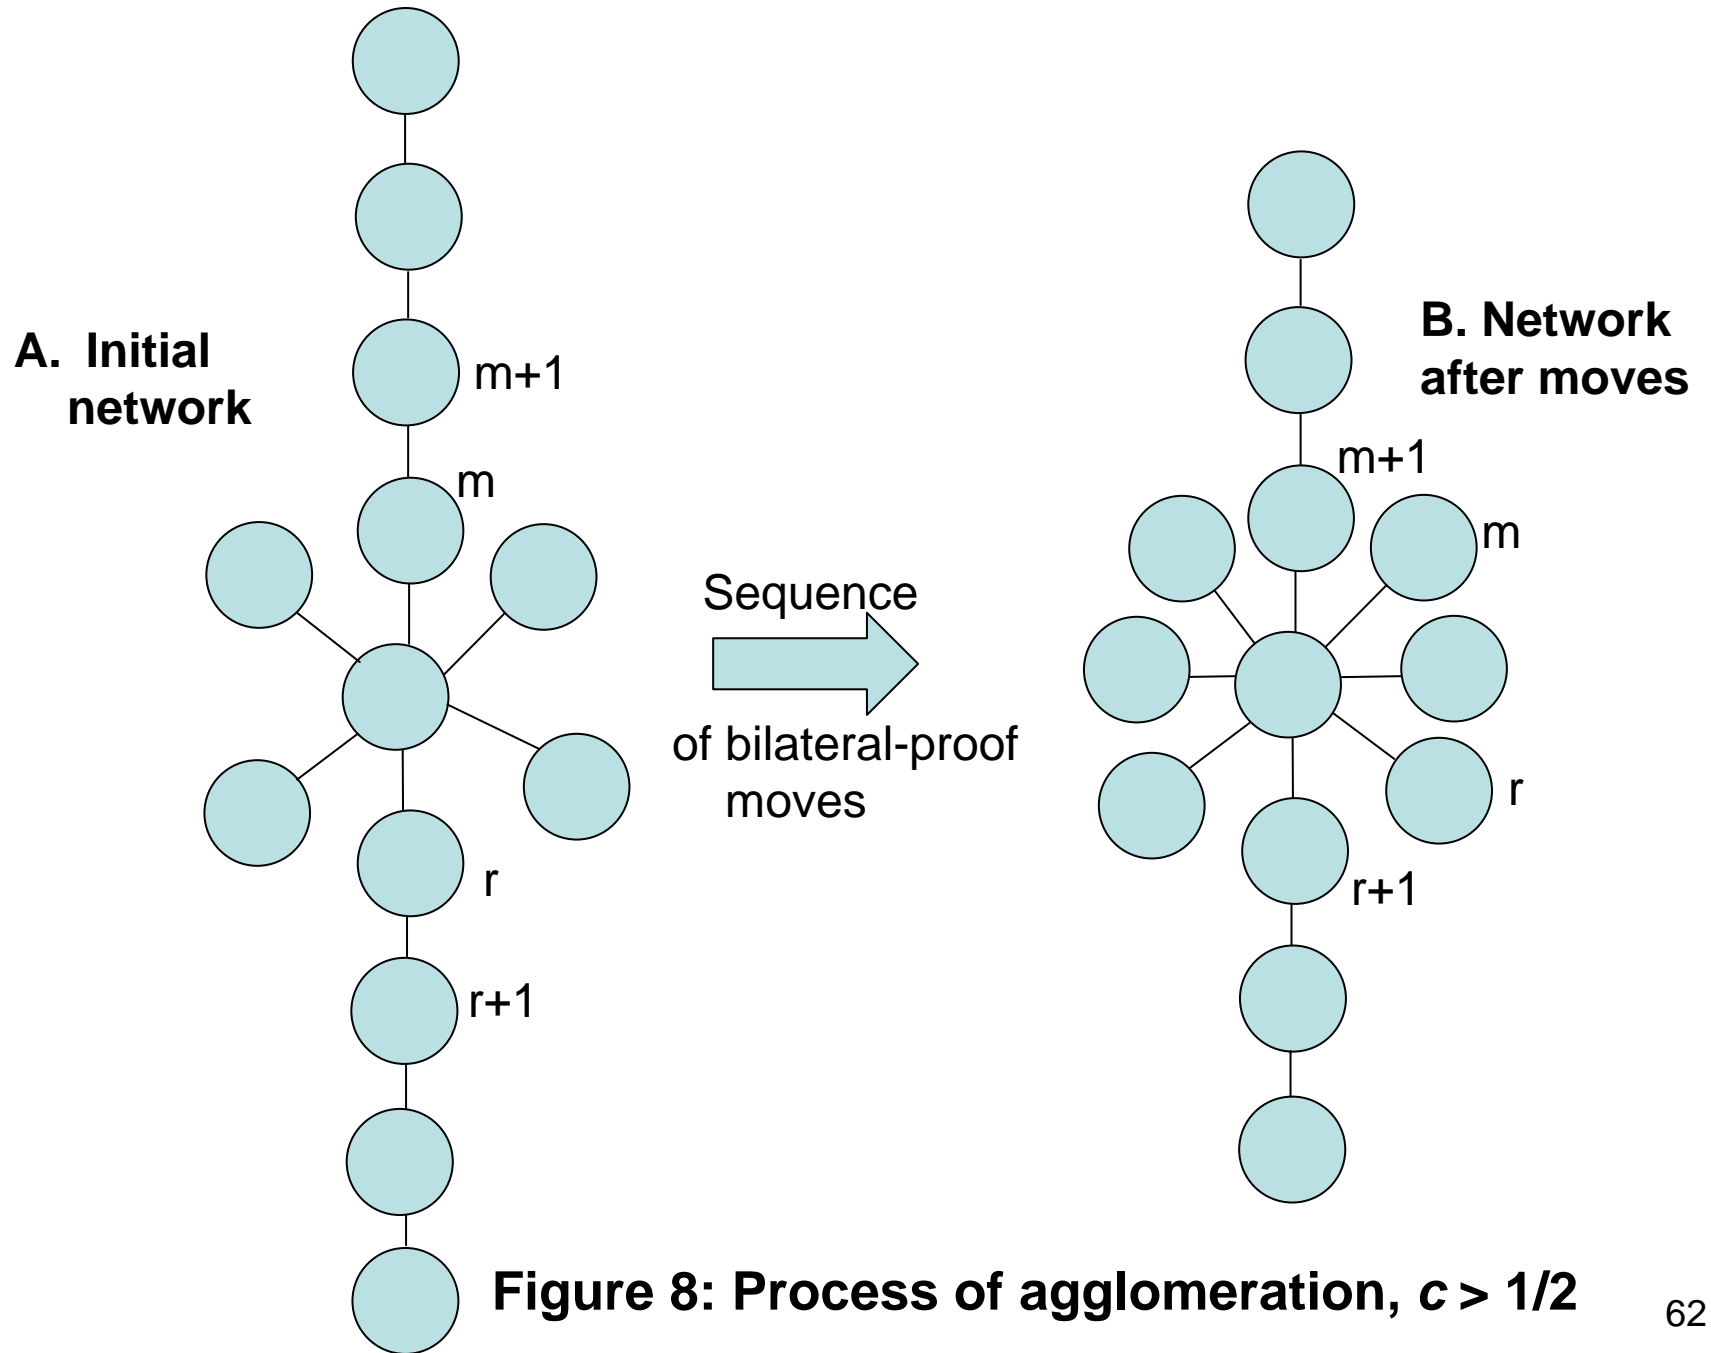 A. Initial
network
m+1
m
r
r+1
Sequence
of bilateral-proof
moves
B. Network
after moves
m+1
m
r
r+1
Figure 8: Process of agglomeration, c > 1/2
62